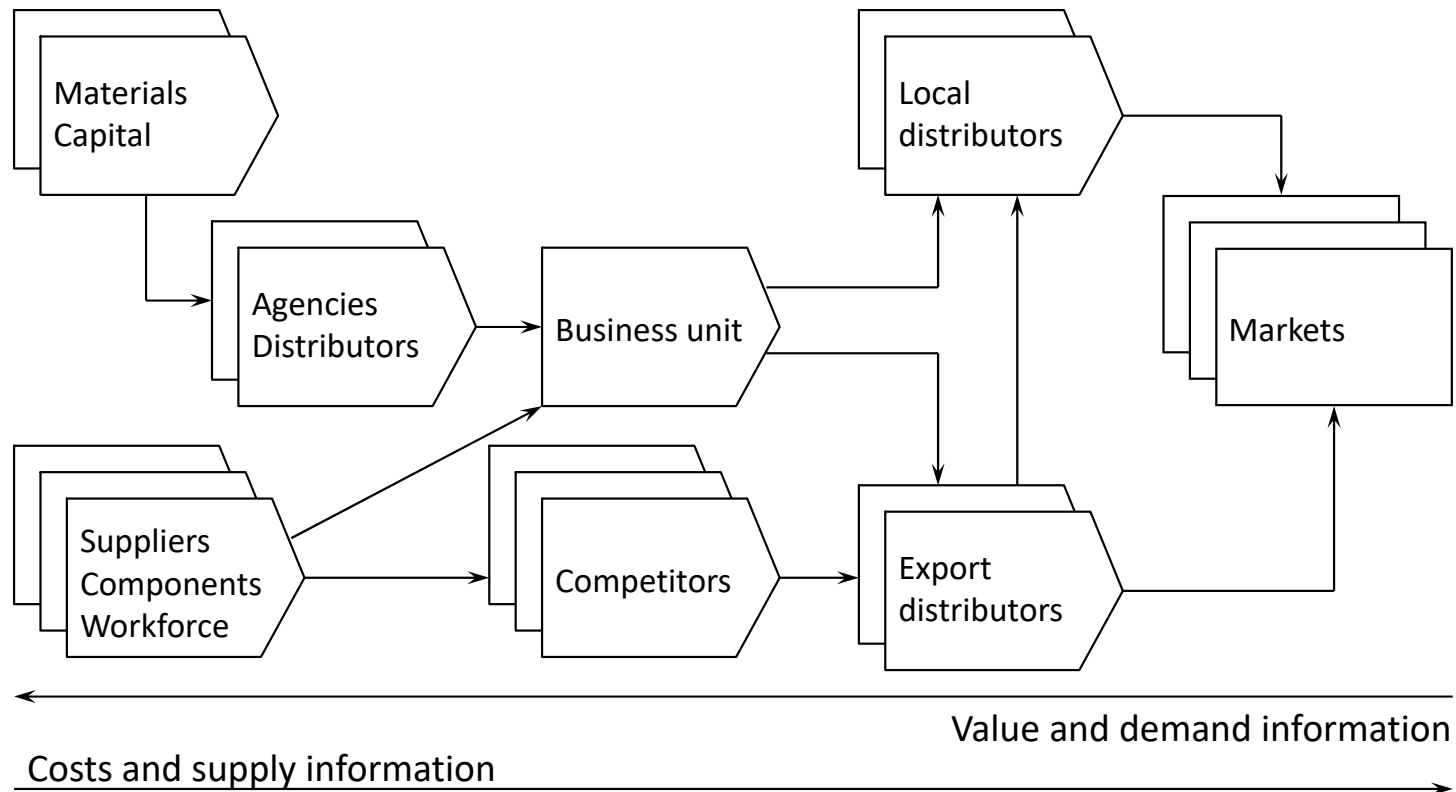 Materials
Capital
Local
distributors
Agencies
Distributors
Business unit
Markets
Suppliers
Components
Workforce
Competitors
Export
distributors
Value and demand information
Costs and supply information